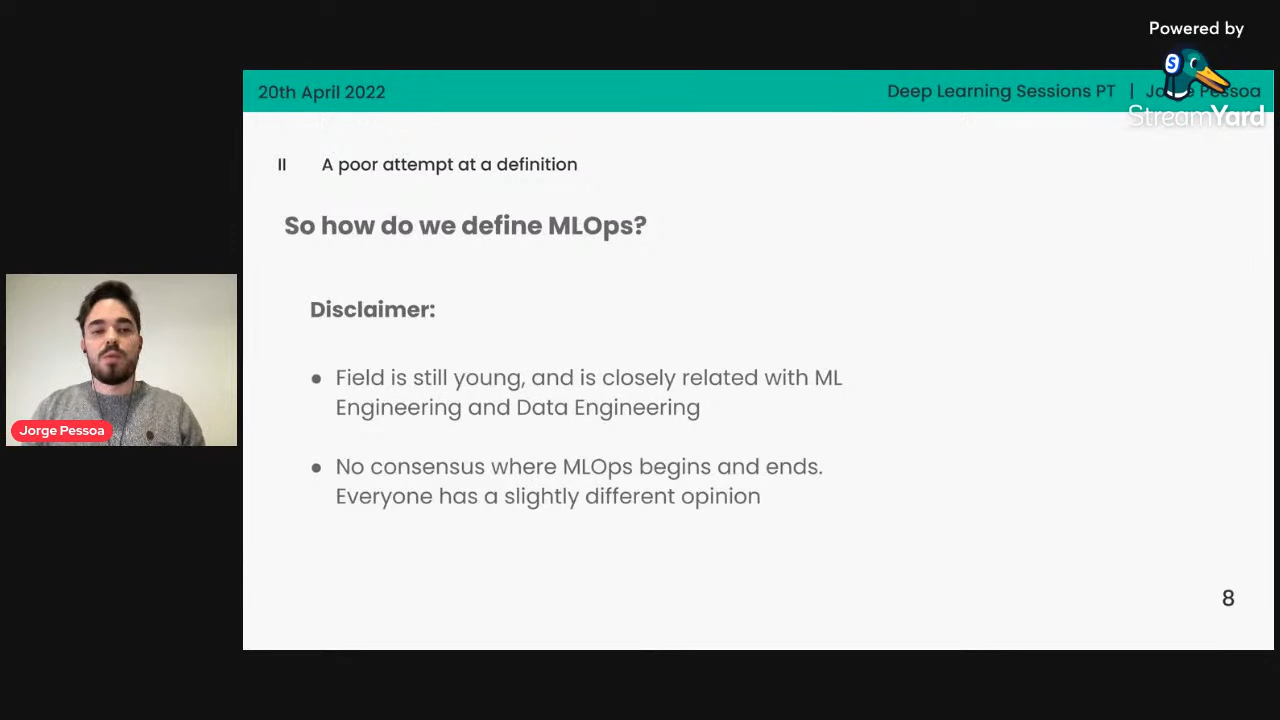 Powered by
StreamYard
20th April 2022
Deep Learning Sessions PT | Jorge Pessoa
II A poor attempt at a definition
So how do we define MLOps?
Disclaimer:
● Field is still young, and is closely related with ML
Engineering and Data Engineering
● No consensus where MLOps begins and ends.
Everyone has a slightly different opinion
Jorge Pessoa
8